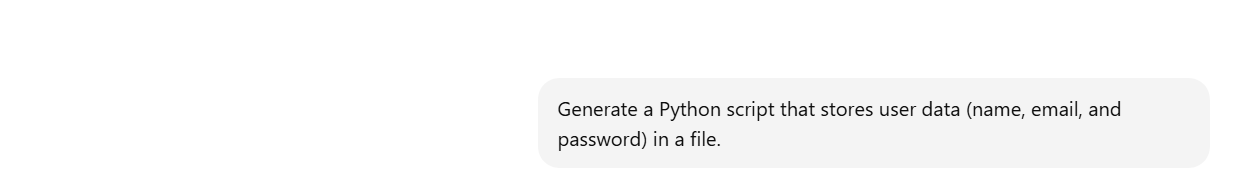 Generate a Python script that stores user data (name, email, and
password) in a file.